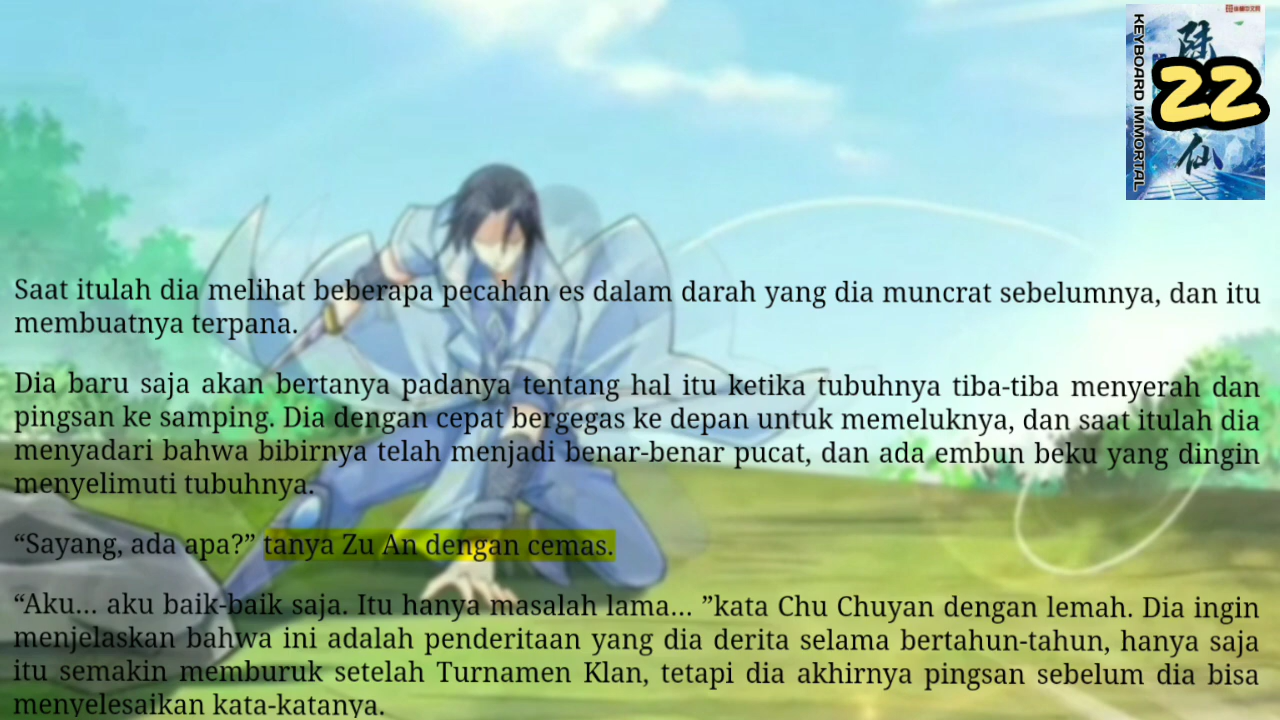 KEYBOARD IMMORTAL
22
仙
Saat itulah dia melihat beberapa pecahan es dalam darah yang dia muncrat sebelumnya, dan itu
membuatnya terpana.
Dia baru saja akan bertanya padanya tentang hal itu ketika tubuhnya tiba-tiba menyerah dan
pingsan ke samping. Dia dengan cepat bergegas ke depan untuk memeluknya, dan saat itulah dia
menyadari bahwa bibirnya telah menjadi benar-benar pucat, dan ada embun beku yang dingin
menyelimuti tubuhnya.
“Sayang, ada apa?” tanya Zu An dengan cemas.
“Aku... aku baik-baik saja. Itu hanya masalah lama... ”kata Chu Chuyan dengan lemah. Dia ingin
menjelaskan bahwa ini adalah penderitaan yang dia derita selama bertahun-tahun, hanya saja
itu semakin memburuk setelah Turnamen Klan, tetapi dia akhirnya pingsan sebelum dia bisa
menyelesaikan kata-katanya.